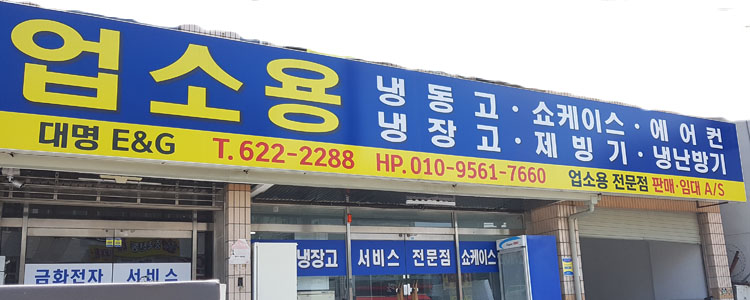 업소용
냉동고·쇼케이스·에어컨
냉장고·제빙기·냉난방기
대명 E&G T.622-2288 HP.010-9561-7660 업소용 전문점 판매·임대 A/S
금화전자 서비스
냉장고 서비스 전문점 쇼케이스